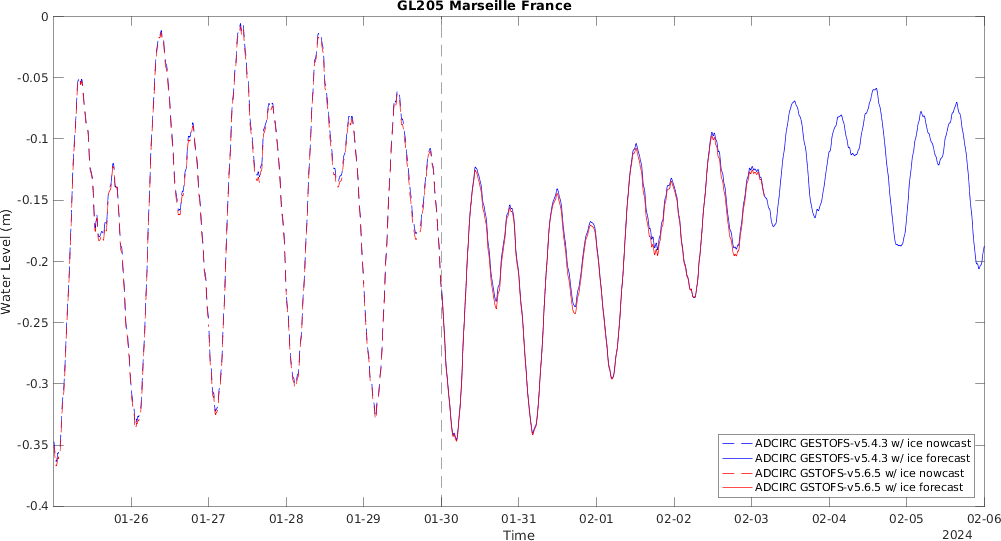 GL205 Marseille France
Water Level (m)
0
-0.05
-0.1
-0.15
-0.2
-0.25
-0.3
-0.35
-0.4
01-26 01-27 01-28 01-29 01-30 01-31 02-01 02-02 02-03 02-04 02-05 02-06
Time
2024
ADCIRC GESTOFS-v5.4.3 w/ ice nowcast
ADCIRC GESTOFS-v5.4.3 w/ ice forecast
ADCIRC GSTOFS-v5.6.5 w/ ice nowcast
ADCIRC GSTOFS-v5.6.5 w/ ice forecast